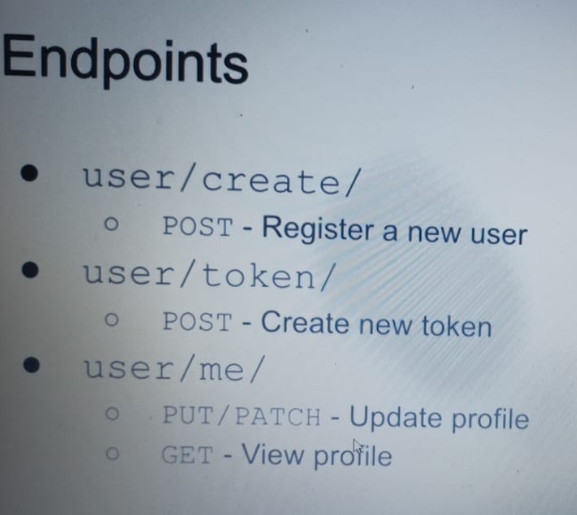 Endpoints
● user/create/
○ POST - Register a new user
● user/token/
○ POST - Create new token
● user/me/
○ PUT/PATCH - Update profile
○ GET - View profile